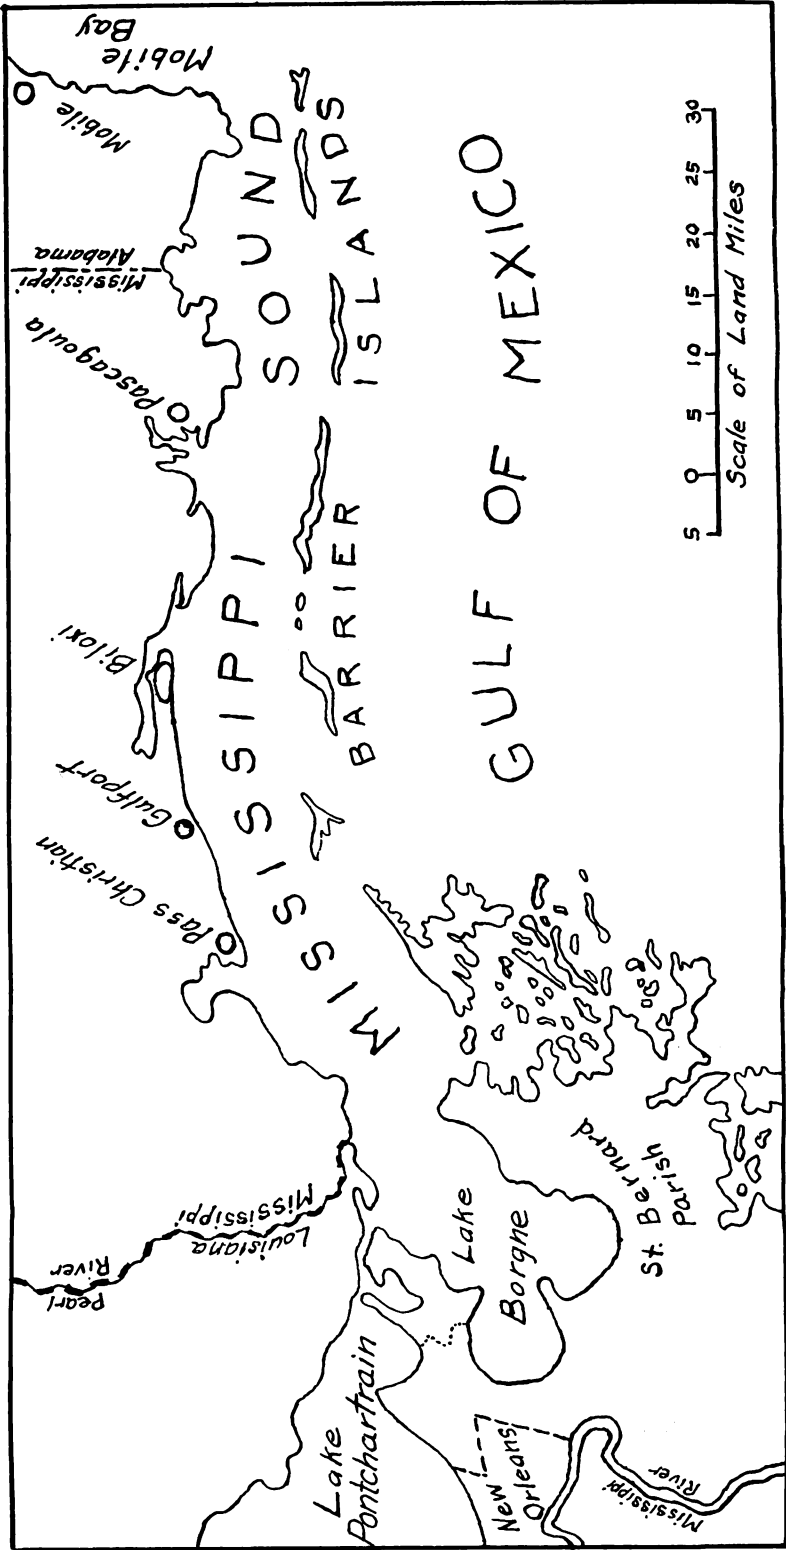 Mobile
Bay
Mobile
Mississippi
Alabama
Pascagoula
Biloxi
Gulfport
Pass Christian
MISSISSIPPI SOUND
BARRIER ISLANDS
GULF OF MEXICO
Pearl
River
Louisiana
Mississippi
Lake
Borgne
St. Bernard
Parish
Lake
Pontchartrain
New
Orleans
Mississippi
River
5 0 5 10 15 20 25 30
Scale of Land Miles